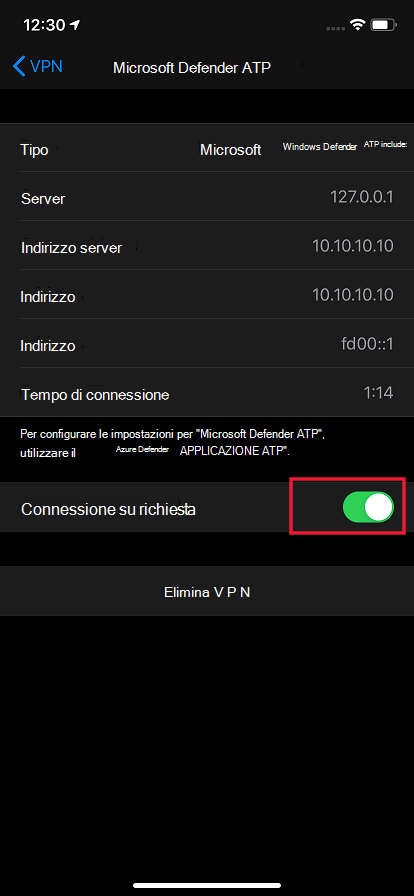 12:30
VPN Microsoft Defender ATP
Tipo Microsoft Windows Defender ATP include:
Server 127.0.0.1
Indirizzo server 10.10.10.10
Indirizzo 10.10.10.10
Indirizzo fd00::1
Tempo di connessione 1:14
Per configurare le impostazioni per "Microsoft Defender ATP",
utilizzare il Azure Defender APPLICAZIONE ATP".
Connessione su richiesta
Elimina V P N